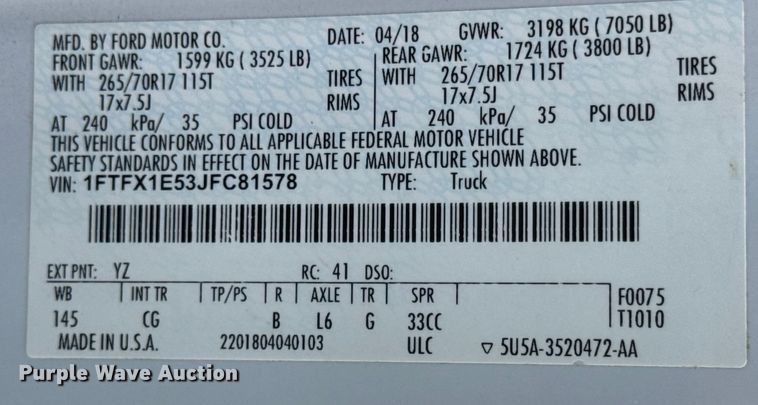 MFD. BY FORD MOTOR CO. DATE: 04/18 GVWR: 3198 KG ( 7050 LB)
FRONT GAWR: 1599 KG ( 3525 LB) REAR GAWR: 1724 KG ( 3800 LB)
WITH 265/70R17 115T TIRES WITH 265/70R17 115T TIRES
17x7.5J RIMS 17x7.5J RIMS
AT 240 kPa/ 35 PSI COLD AT 240 kPa/ 35 PSI COLD
THIS VEHICLE CONFORMS TO ALL APPLICABLE FEDERAL MOTOR VEHICLE
SAFETY STANDARDS IN EFFECT ON THE DATE OF MANUFACTURE SHOWN ABOVE.
VIN: 1FTFX1E53JFC81578 TYPE: Truck
EXT PNT: YZ RC: 41 DSO:
WB INT TR TP/PS R AXLE TR SPR F0075
145 CG B L6 G 33CC T1010
MADE IN U.S.A. 2201804040103 ULC ▽ 5U5A-3520472-AA
Purple Wave Auction